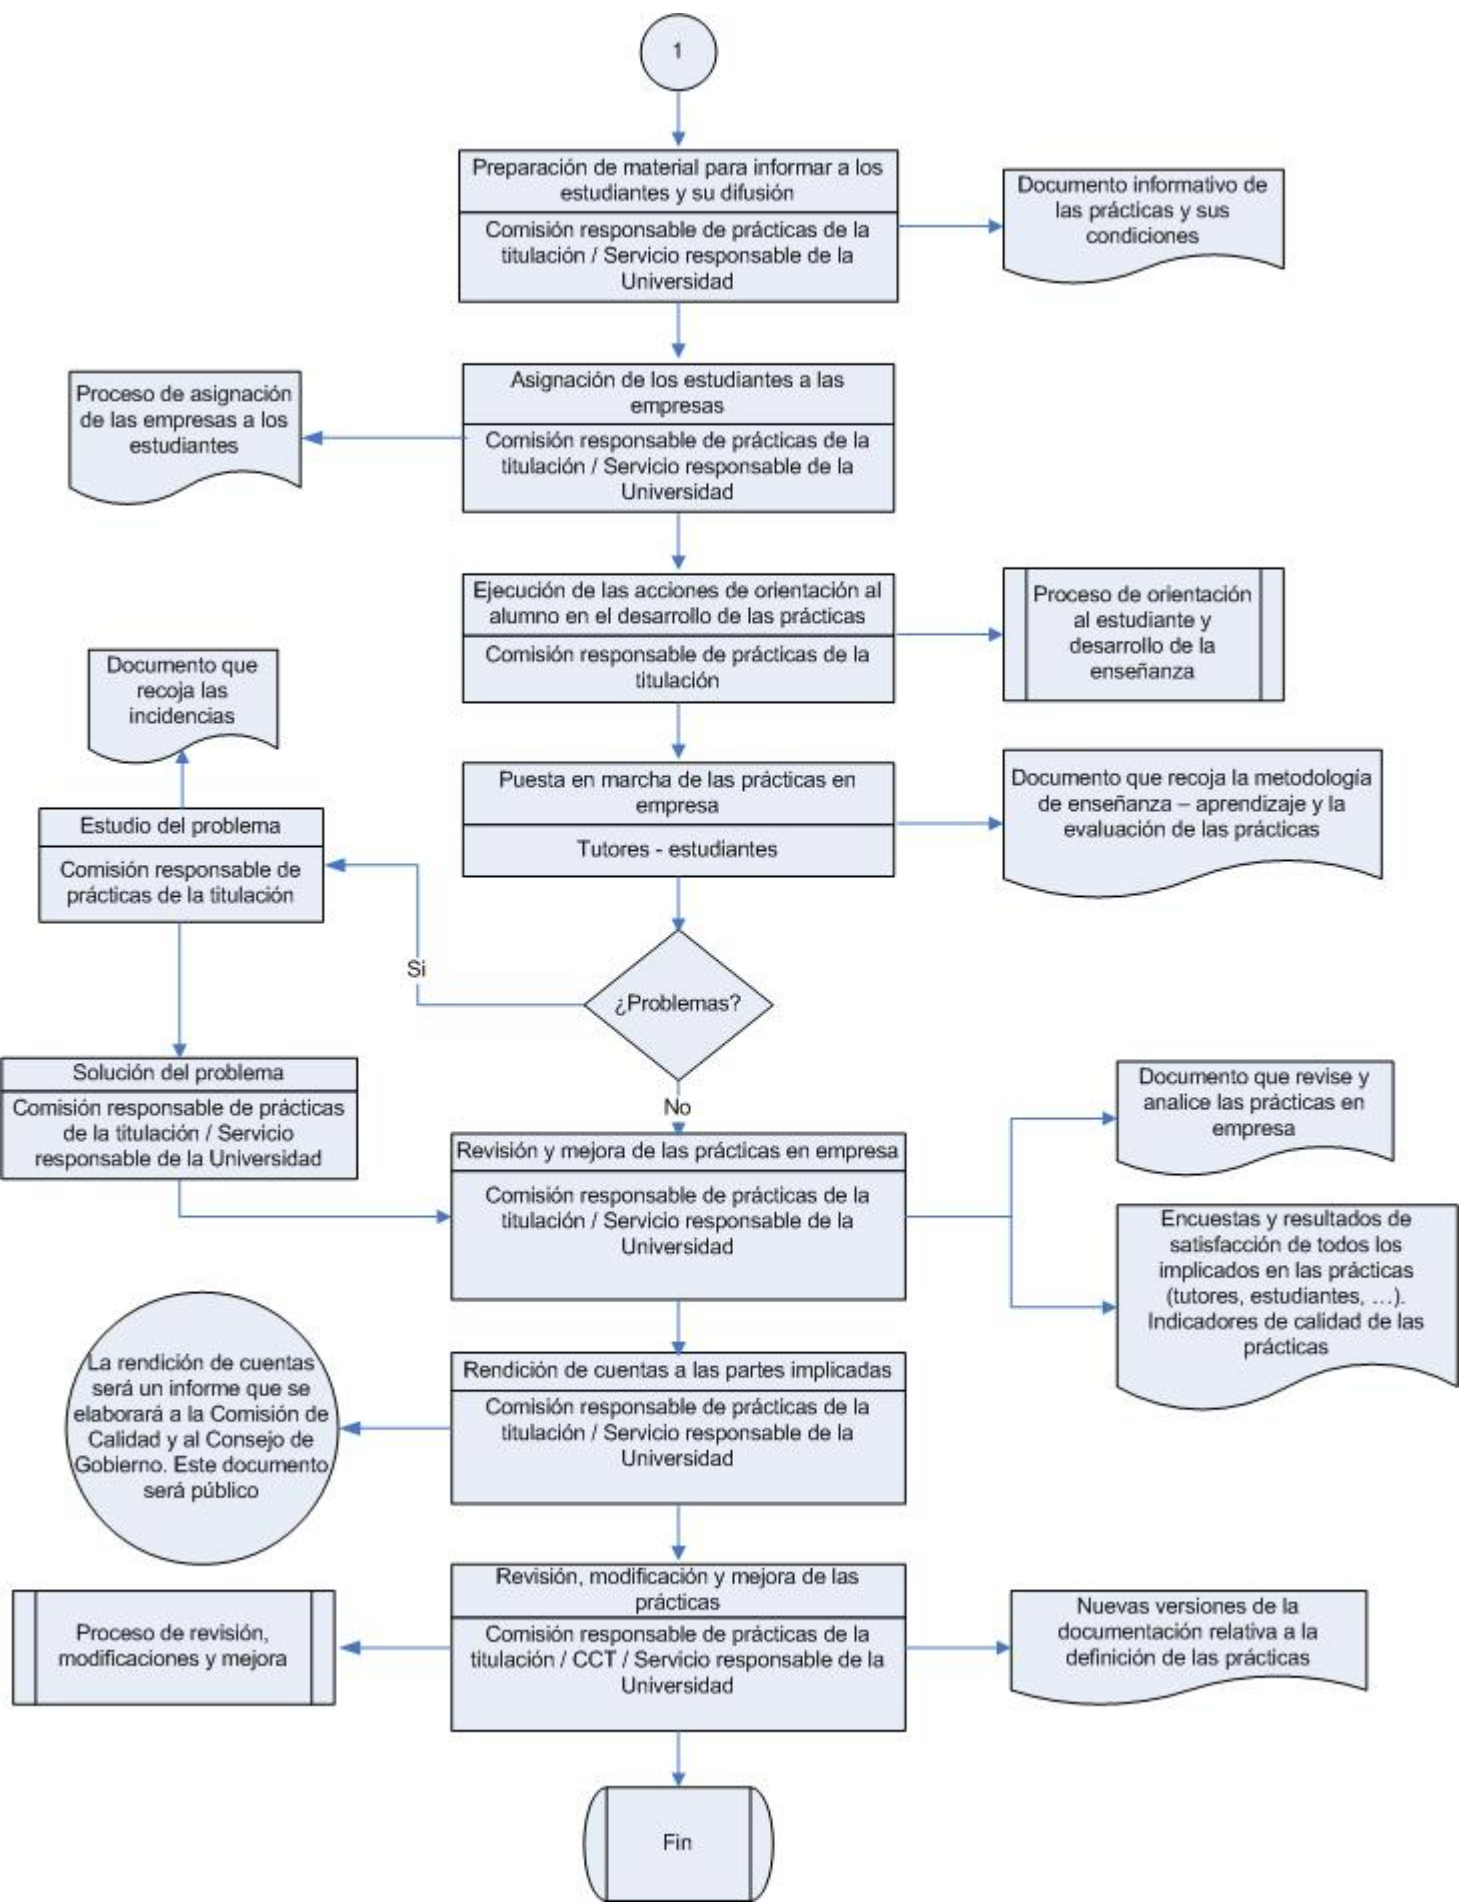 1
Preparación de material para informar a los
estudiantes y su difusión
Comisión responsable de prácticas de la
titulación / Servicio responsable de la
Universidad
Documento informativo de
las prácticas y sus
condiciones
Asignación de los estudiantes a las
empresas
Comisión responsable de prácticas de la
titulación / Servicio responsable de la
Universidad
Proceso de asignación
de las empresas a los
estudiantes
Ejecución de las acciones de orientación al
alumno en el desarrollo de las prácticas
Comisión responsable de prácticas de la
titulación
Proceso de orientación
al estudiante y
desarrollo de la
enseñanza
Documento que
recoja las
incidencias
Puesta en marcha de las prácticas en
empresa
Tutores - estudiantes
Documento que recoja la metodología
de enseñanza – aprendizaje y la
evaluación de las prácticas
Estudio del problema
Comisión responsable de
prácticas de la titulación
Si
¿Problemas?
No
Solución del problema
Comisión responsable de prácticas
de la titulación / Servicio
responsable de la Universidad
Revisión y mejora de las prácticas en empresa
Comisión responsable de prácticas de la
titulación / Servicio responsable de la
Universidad
Documento que revise y
analice las prácticas en
empresa
Encuestas y resultados de
satisfacción de todos los
implicados en las prácticas
(tutores, estudiantes, …).
Indicadores de calidad de las
prácticas
Rendición de cuentas a las partes implicadas
Comisión responsable de prácticas de la
titulación / Servicio responsable de la
Universidad
La rendición de cuentas
será un informe que se
elaborará a la Comisión de
Calidad y al Consejo de
Gobierno. Este documento
será público
Revisión, modificación y mejora de las
prácticas
Comisión responsable de prácticas de la
titulación / CCT / Servicio responsable de la
Universidad
Proceso de revisión,
modificaciones y mejora
Nuevas versiones de la
documentación relativa a la
definición de las prácticas
Fin